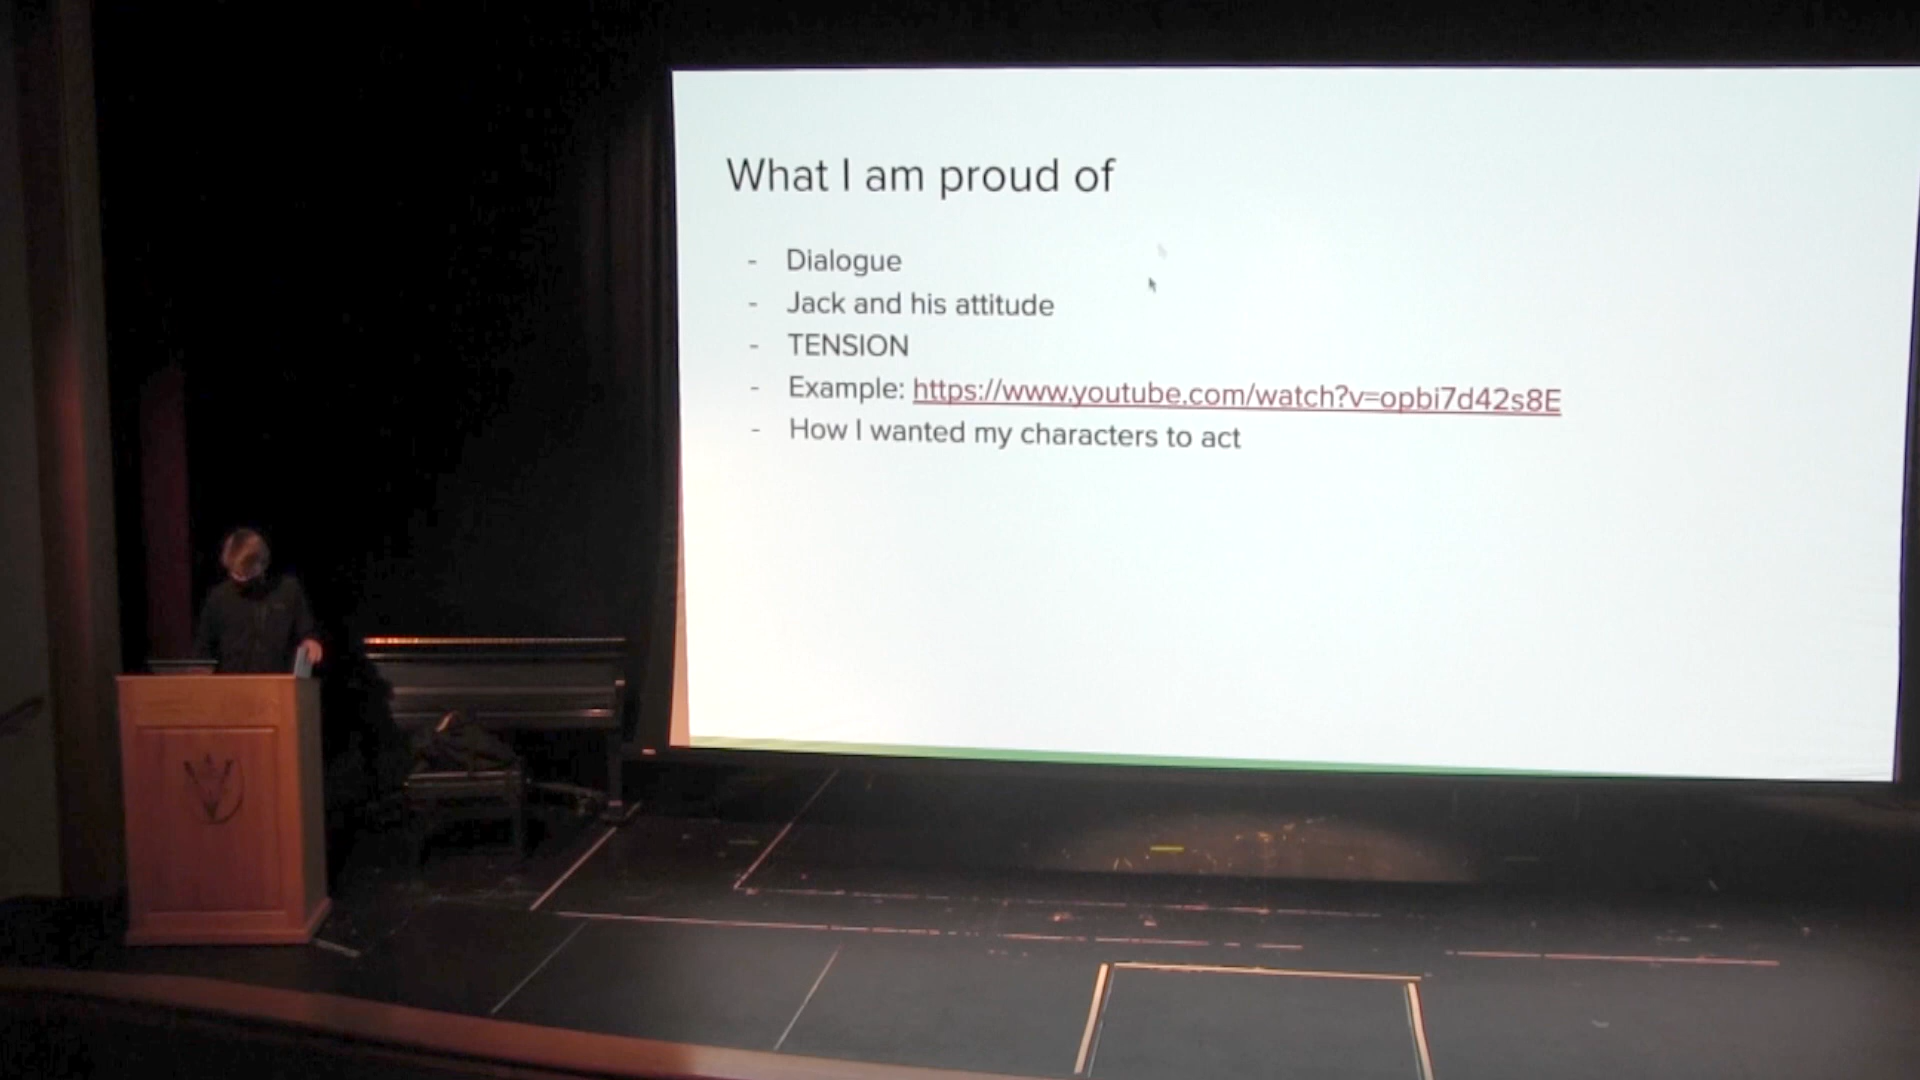 What I am proud of
- Dialogue
- Jack and his attitude
- TENSION
- Example: https://www.youtube.com/watch?v=opbi7d42s8E
- How I wanted my characters to act